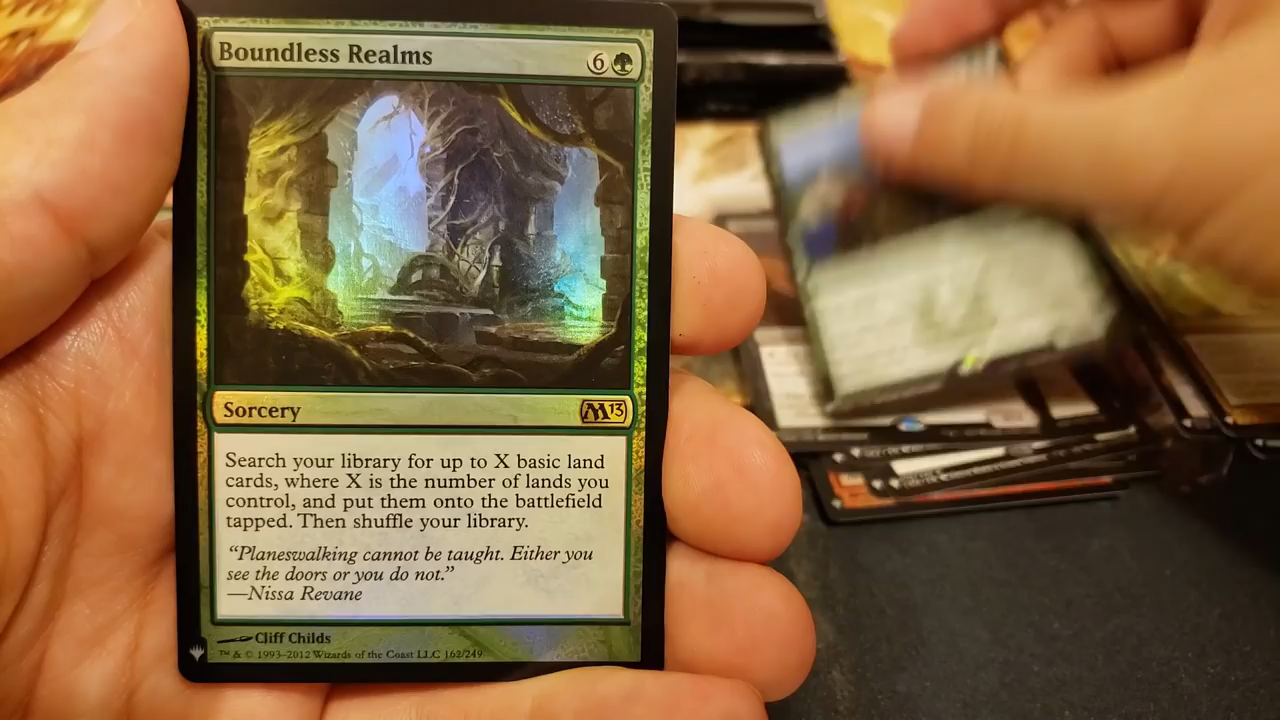 Boundless Realms
6
Sorcery
M13
Search your library for up to X basic land
cards, where X is the number of lands you
control, and put them onto the battlefield
tapped. Then shuffle your library.
"Planeswalking cannot be taught. Either you
see the doors or you do not."
—Nissa Revane
Cliff Childs
™ & © 1993–2012 Wizards of the Coast LLC 162/249